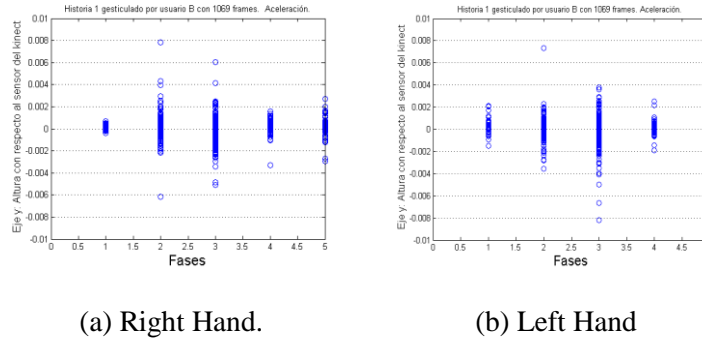 Historia 1 gesticulado por usuario B con 1069 frames. Aceleración.
Eje y: Altura con respecto al sensor del kinect
0.01
0.008
0.006
0.004
0.002
0
-0.002
-0.004
-0.006
-0.008
-0.01
0 0.5 1 1.5 2 2.5 3 3.5 4 4.5 5
Fases
(a) Right Hand.
Historia 1 gesticulado por usuario B con 1069 frames. Aceleración.
Eje y: Altura con respecto al sensor del kinect
0.01
0.008
0.006
0.004
0.002
0
-0.002
-0.004
-0.006
-0.008
-0.01
0 0.5 1 1.5 2 2.5 3 3.5 4 4.5
Fases
(b) Left Hand